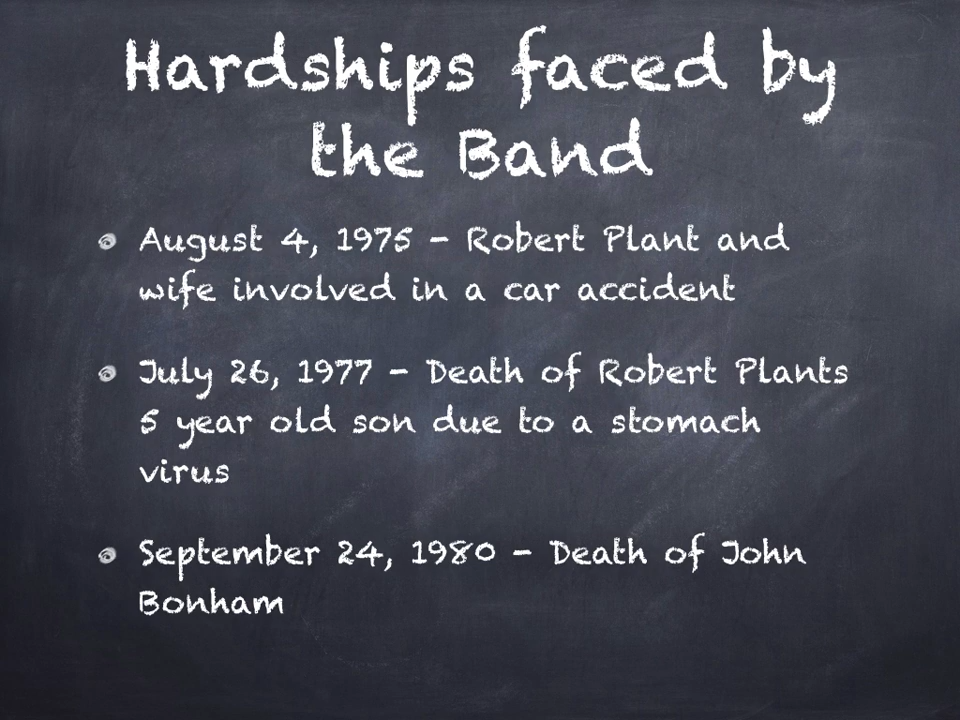 Hardships faced by
the Band
August 4, 1975 - Robert Plant and
wife involved in a car accident
July 26, 1977 - Death of Robert Plants
5 year old son due to a stomach
virus
September 24, 1980 - Death of John
Bonham